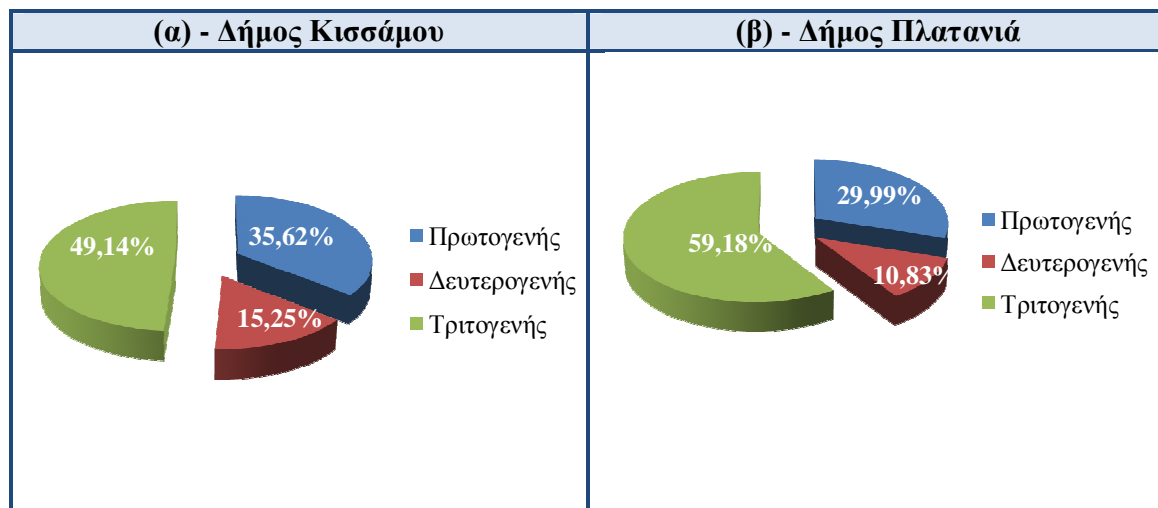 (α) - Δήμος Κισσάμου
(β) - Δήμος Πλατανιά
49,14%
35,62%
15,25%
Πρωτογενής
Δευτερογενής
Τριτογενής
59,18%
29,99%
10,83%
Πρωτογενής
Δευτερογενής
Τριτογενής